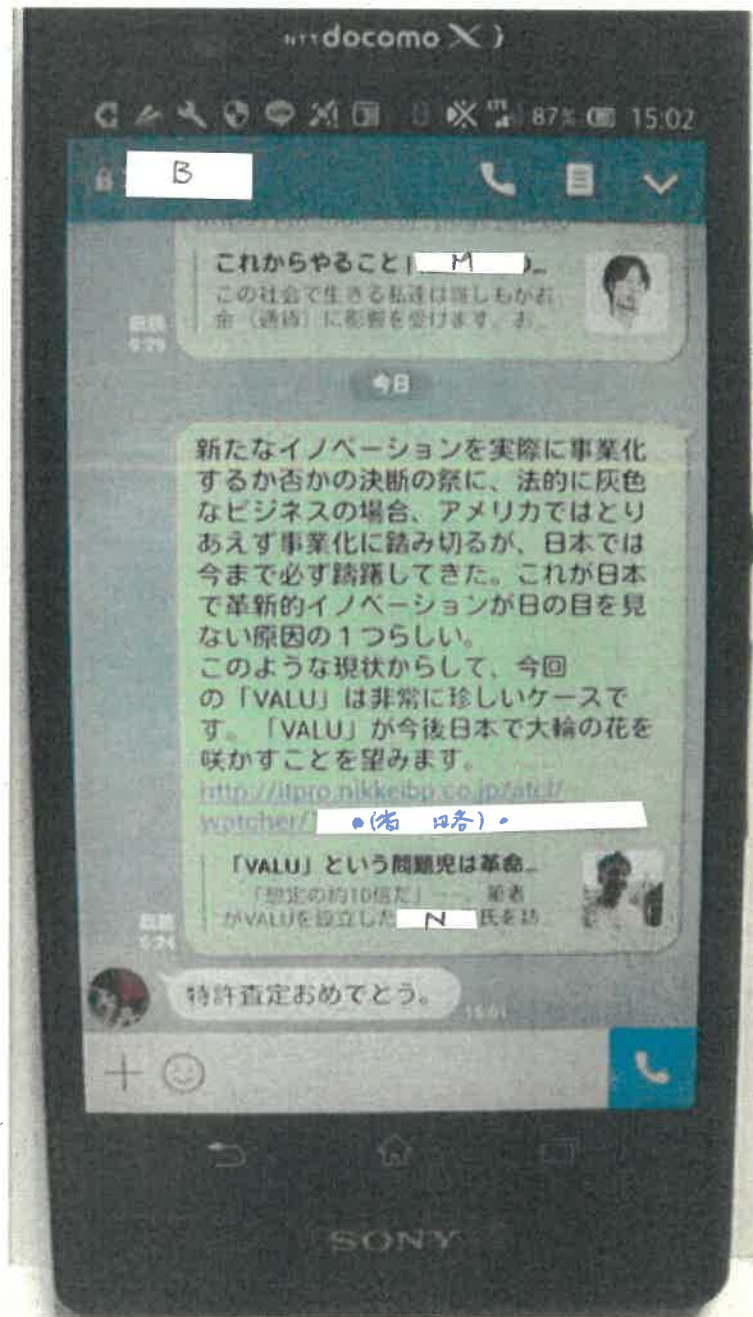 docomo
87% 15:02
B
これからやること | M の_
この社会で生きる私達は誰しもがお
金（通貨）に影響を受けます。お
既読
今日
新たなイノベーションを実際に事業化
するか否かの決断の祭に、法的に灰色
なビジネスの場合、アメリカではとり
あえず事業化に踏み切るが、日本では
今まで必ず躊躇してきた。これが日本
で革新的イノベーションが日の目を見
ない原因の１つらしい。
このような現状からして、今回
の「VALU」は非常に珍しいケースで
す。「VALU」が今後日本で大輪の花を
咲かすことを望みます。
http://itpro.nikkeibp.co.jp/atcl/
watcher/ (省略)
「VALU」という問題児は革命_
「想定の約10倍だ」――。筆者
がVALUを設立した N 氏を訪
既読
特許査定おめでとう。
15:01
SONY